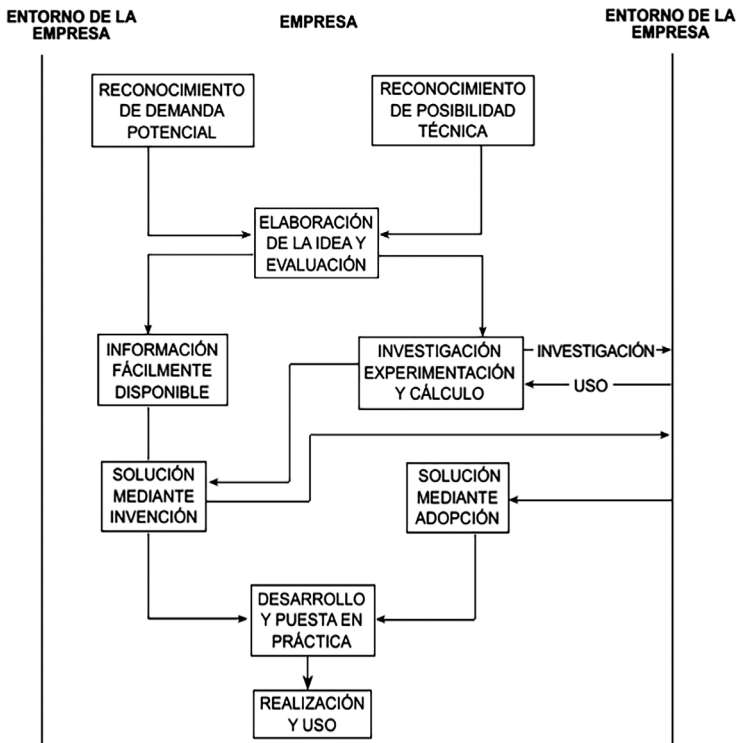 ENTORNO DE LA
EMPRESA
EMPRESA
ENTORNO DE LA
EMPRESA
RECONOCIMIENTO
DE DEMANDA
POTENCIAL
RECONOCIMIENTO
DE POSIBILIDAD
TÉCNICA
ELABORACIÓN
DE LA IDEA Y
EVALUACIÓN
INFORMACIÓN
FÁCILMENTE
DISPONIBLE
INVESTIGACIÓN
EXPERIMENTACIÓN
Y CÁLCULO
INVESTIGACIÓN
USO
SOLUCIÓN
MEDIANTE
INVENCIÓN
SOLUCIÓN
MEDIANTE
ADOPCIÓN
DESARROLLO
Y PUESTA EN
PRÁCTICA
REALIZACIÓN
Y USO